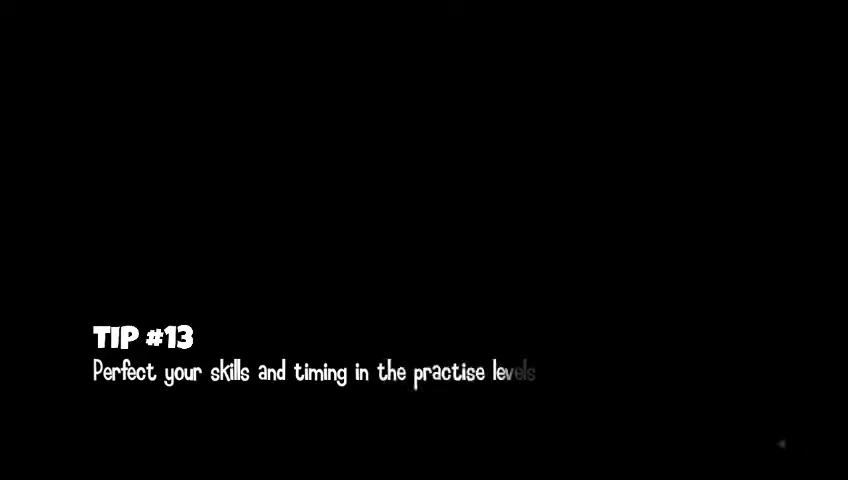 TIP #13
Perfect your skills and timing in the practise levels